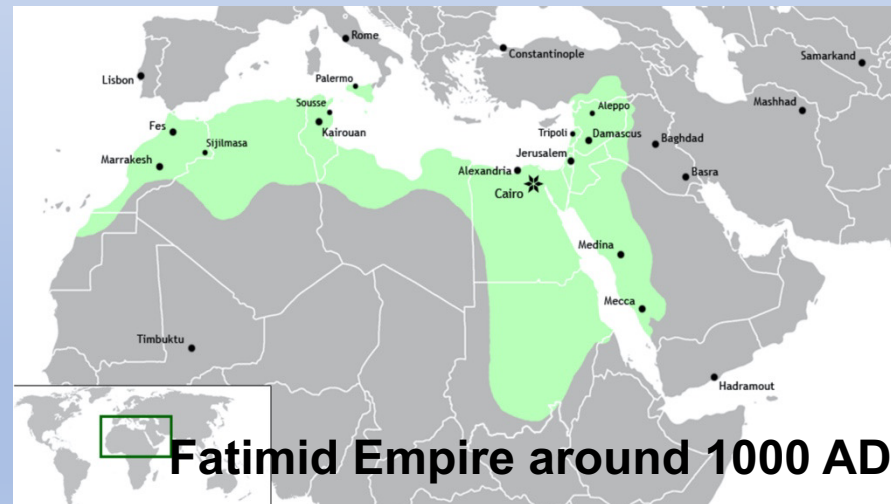 Rome
Constantinople
Samarkand
Lisbon
Palermo
Mashhad
Sousse
Aleppo
Fes
Kairouan
Tripoli
Damascus
Baghdad
Sijilmasa
Jerusalem
Marrakesh
Alexandria
Basra
Cairo
Medina
Mecca
Timbuktu
Hadramout
Fatimid Empire around 1000 AD